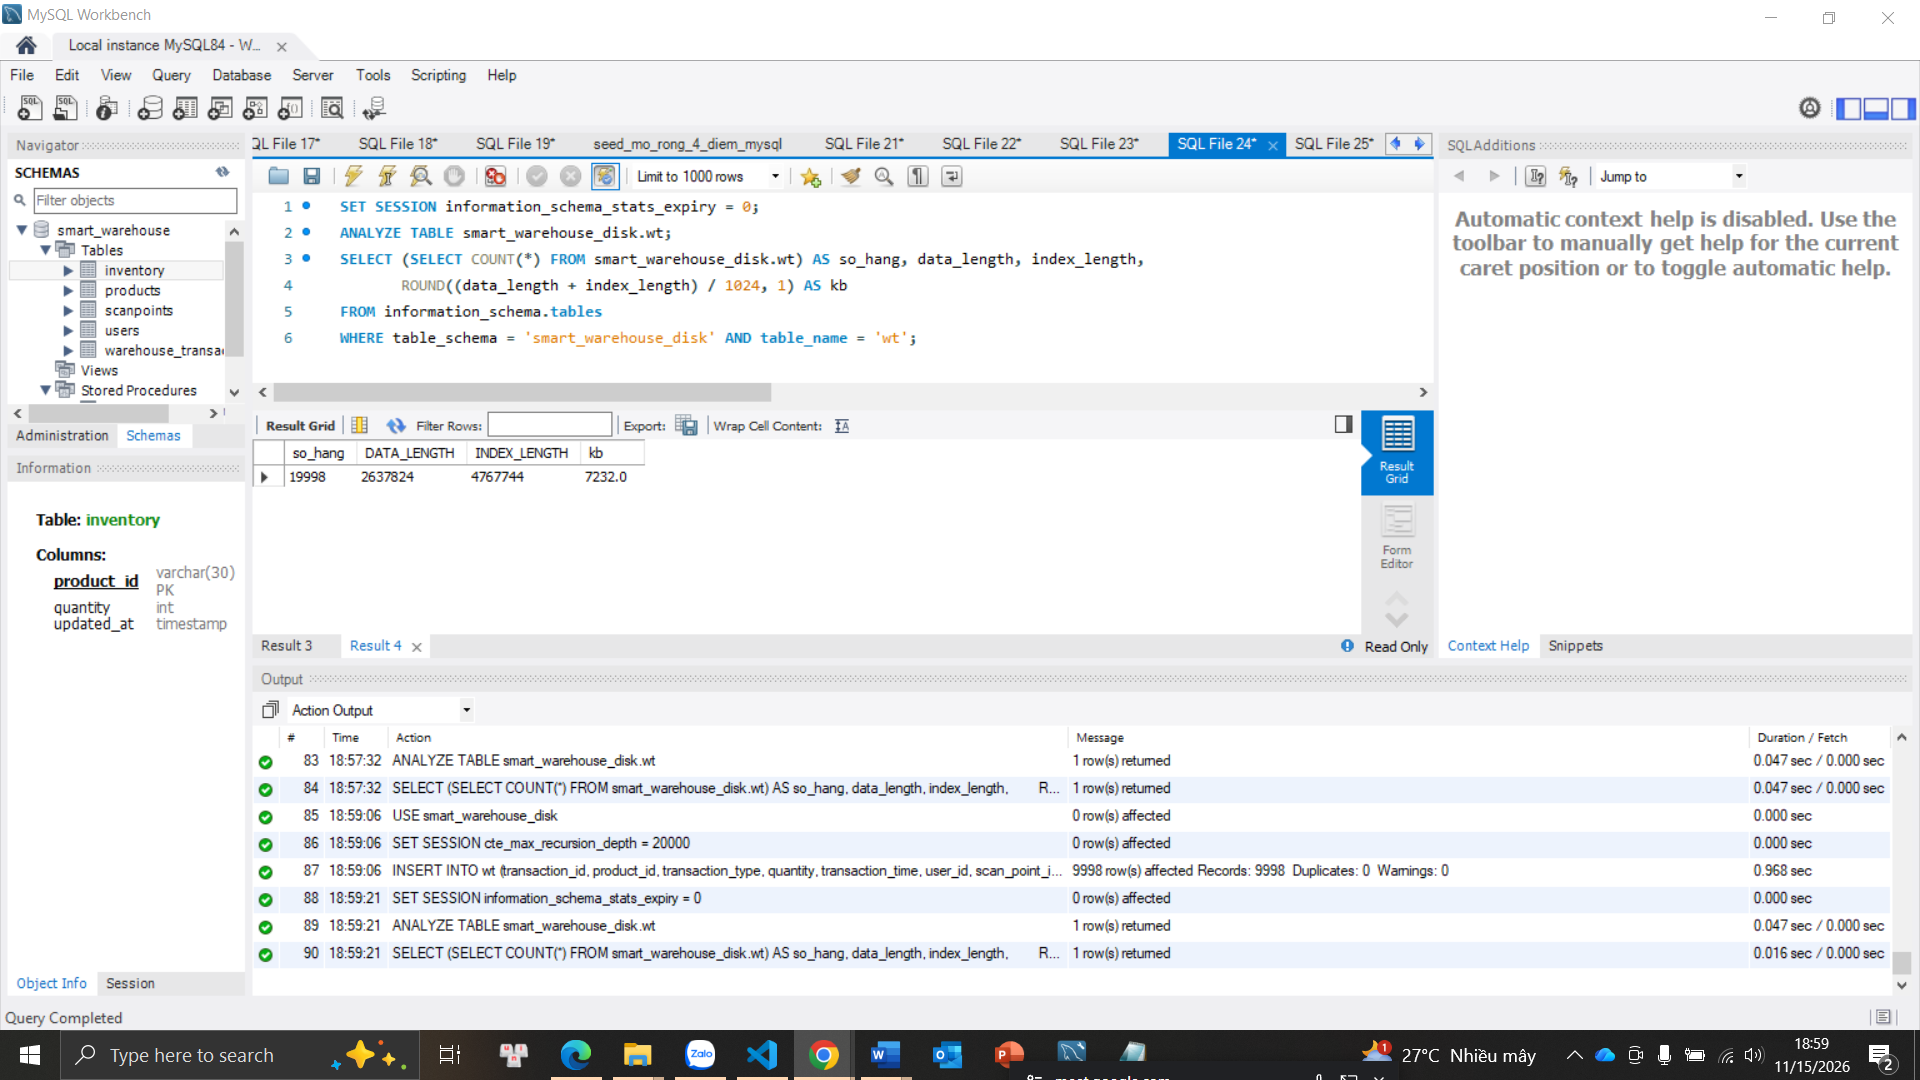 MySQL Workbench
Local instance MySQL84 - W...
File Edit View Query Database Server Tools Scripting Help
Navigator
SCHEMAS
Filter objects
smart_warehouse
Tables
inventory
products
scanpoints
users
warehouse_transa
Views
Stored Procedures
Administration Schemas
Information
Table: inventory
Columns:
product_id varchar(30) PK
quantity int
updated_at timestamp
Object Info Session
QL File 17* SQL File 18* SQL File 19* seed_mo_rong_4_diem_mysql SQL File 21* SQL File 22* SQL File 23* SQL File 24* SQL File 25*
Limit to 1000 rows
1 SET SESSION information_schema_stats_expiry = 0;
2 ANALYZE TABLE smart_warehouse_disk.wt;
3 SELECT (SELECT COUNT(*) FROM smart_warehouse_disk.wt) AS so_hang, data_length, index_length,
4 ROUND((data_length + index_length) / 1024, 1) AS kb
5 FROM information_schema.tables
6 WHERE table_schema = 'smart_warehouse_disk' AND table_name = 'wt';
Result Grid Filter Rows: Export: Wrap Cell Content:
so_hang DATA_LENGTH INDEX_LENGTH kb
19998 2637824 4767744 7232.0
Result Grid
Form Editor
Result 3 Result 4 Read Only
SQLAdditions
Jump to
Automatic context help is disabled. Use the
toolbar to manually get help for the current
caret position or to toggle automatic help.
Context Help Snippets
Output
Action Output
# Time Action Message Duration / Fetch
83 18:57:32 ANALYZE TABLE smart_warehouse_disk.wt 1 row(s) returned 0.047 sec / 0.000 sec
84 18:57:32 SELECT (SELECT COUNT(*) FROM smart_warehouse_disk.wt) AS so_hang, data_length, index_length, R... 1 row(s) returned 0.047 sec / 0.000 sec
85 18:59:06 USE smart_warehouse_disk 0 row(s) affected 0.000 sec
86 18:59:06 SET SESSION cte_max_recursion_depth = 20000 0 row(s) affected 0.000 sec
87 18:59:06 INSERT INTO wt (transaction_id, product_id, transaction_type, quantity, transaction_time, user_id, scan_point_i... 9998 row(s) affected Records: 9998 Duplicates: 0 Warnings: 0 0.968 sec
88 18:59:21 SET SESSION information_schema_stats_expiry = 0 0 row(s) affected 0.000 sec
89 18:59:21 ANALYZE TABLE smart_warehouse_disk.wt 1 row(s) returned 0.047 sec / 0.000 sec
90 18:59:21 SELECT (SELECT COUNT(*) FROM smart_warehouse_disk.wt) AS so_hang, data_length, index_length, R... 1 row(s) returned 0.016 sec / 0.000 sec
Query Completed
Type here to search
Zalo
27°C Nhiều mây
18:59
11/15/2026
2